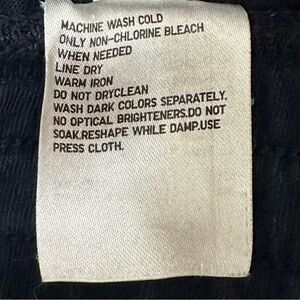 MACHINE WASH COLD
ONLY NON-CHLORINE BLEACH
WHEN NEEDED
LINE DRY
WARM IRON
DO NOT DRYCLEAN
WASH DARK COLORS SEPARATELY.
NO OPTICAL BRIGHTENERS.DO NOT
SOAK.RESHAPE WHILE DAMP.USE
PRESS CLOTH.